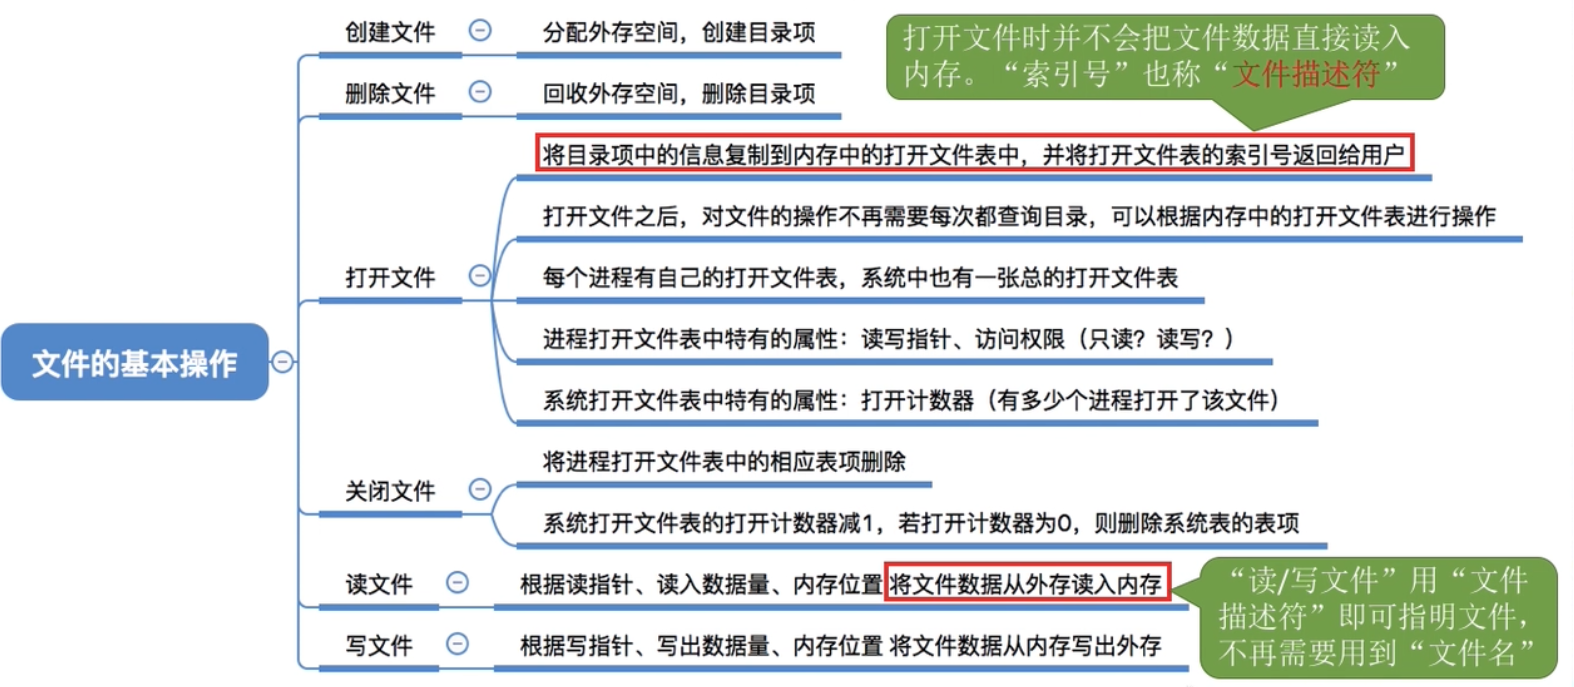 文件的基本操作
创建文件
分配外存空间，创建目录项
删除文件
回收外存空间，删除目录项
打开文件时并不会把文件数据直接读入
内存。“索引号”也称“文件描述符”
打开文件
将目录项中的信息复制到内存中的打开文件表中，并将打开文件表的索引号返回给用户
打开文件之后，对文件的操作不再需要每次都查询目录，可以根据内存中的打开文件表进行操作
每个进程有自己的打开文件表，系统中也有一张总的打开文件表
进程打开文件表中特有的属性：读写指针、访问权限（只读？读写？）
系统打开文件表中特有的属性：打开计数器（有多少个进程打开了该文件）
关闭文件
将进程打开文件表中的相应表项删除
系统打开文件表的打开计数器减1，若打开计数器为0，则删除系统表的表项
读文件
根据读指针、读入数据量、内存位置 将文件数据从外存读入内存
“读/写文件”用“文件
描述符”即可指明文件，
不再需要用到“文件名”
写文件
根据写指针、写出数据量、内存位置 将文件数据从内存写出外存